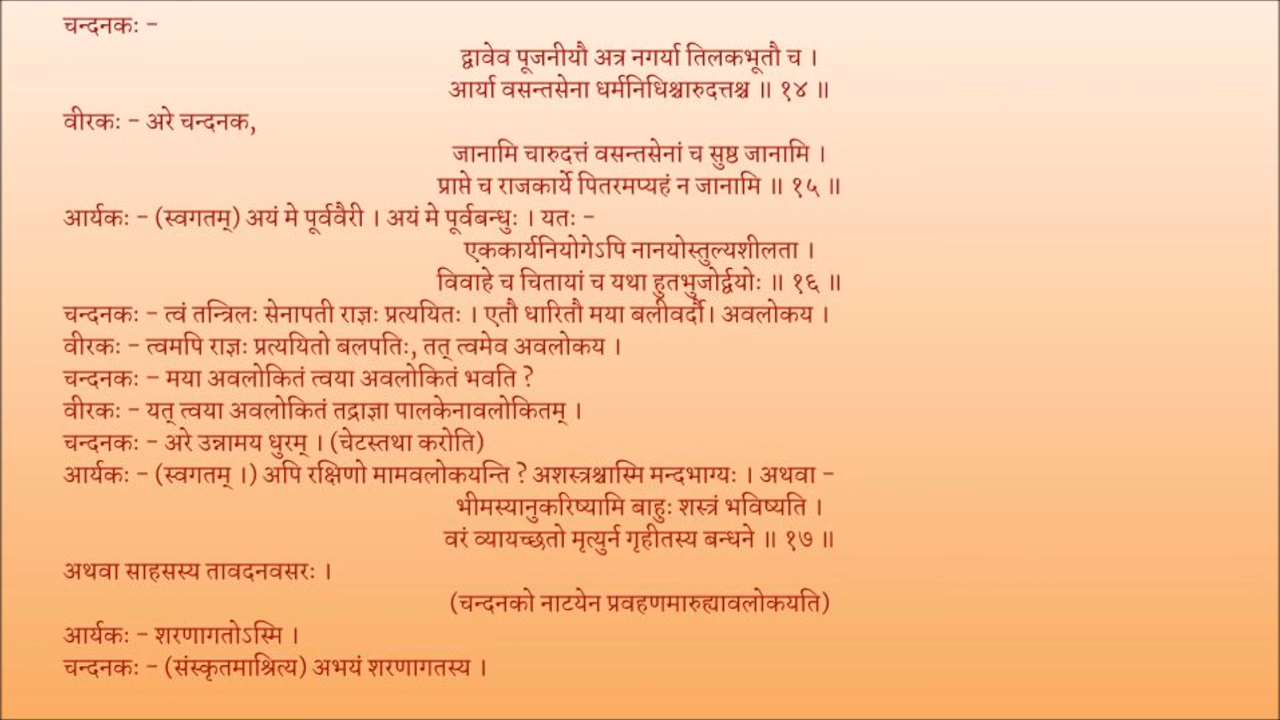 चन्दनकः -
द्वावेव पूजनीयौ अत्र नगर्या तिलकभूतौ च ।
आर्या वसन्तसेना धर्मनिधिश्चारुदत्तश्च ॥ १४ ॥
वीरकः - अरे चन्दनक,
जानामि चारुदत्तं वसन्तसेनां च सुष्ठ जानामि ।
प्राप्ते च राजकार्ये पितरमप्यहं न जानामि ॥ १५ ॥
आर्यकः - (स्वगतम्) अयं मे पूर्ववैरी । अयं मे पूर्वबन्धुः । यतः -
एककार्यनियोगेऽपि नानयोस्तुल्यशीलता ।
विवाहे च चितायां च यथा हुतभुजोर्द्वयोः ॥ १६ ॥
चन्दनकः - त्वं तन्त्रिलः सेनापती राज्ञः प्रत्ययितः । एतौ धारितौ मया बलीवर्दौ। अवलोकय ।
वीरकः - त्वमपि राज्ञः प्रत्ययितो बलपतिः, तत् त्वमेव अवलोकय ।
चन्दनकः - मया अवलोकितं त्वया अवलोकितं भवति ?
वीरकः - यत् त्वया अवलोकितं तद्राज्ञा पालकेनावलोकितम् ।
चन्दनकः - अरे उन्नामय धुरम् । (चेटस्तथा करोति)
आर्यकः - (स्वगतम् ।) अपि रक्षिणो मामवलोकयन्ति ? अशस्त्रश्चास्मि मन्दभाग्यः । अथवा -
भीमस्यानुकरिष्यामि बाहुः शस्त्रं भविष्यति ।
वरं व्यायच्छतो मृत्युर्न गृहीतस्य बन्धने ॥ १७ ॥
अथवा साहसस्य तावदनवसरः ।
(चन्दनको नाटयेन प्रवहणमारुह्यावलोकयति)
आर्यकः - शरणागतोऽस्मि ।
चन्दनकः - (संस्कृतमाश्रित्य) अभयं शरणागतस्य ।